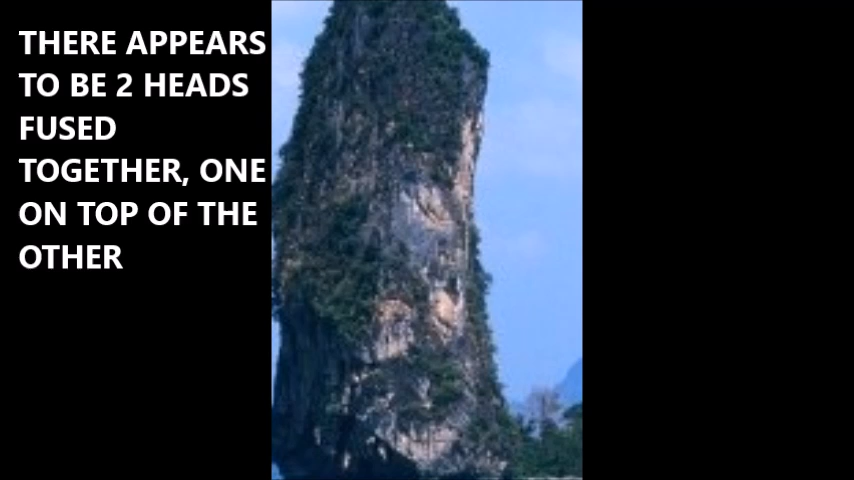 THERE APPEARS
TO BE 2 HEADS
FUSED
TOGETHER, ONE
ON TOP OF THE
OTHER